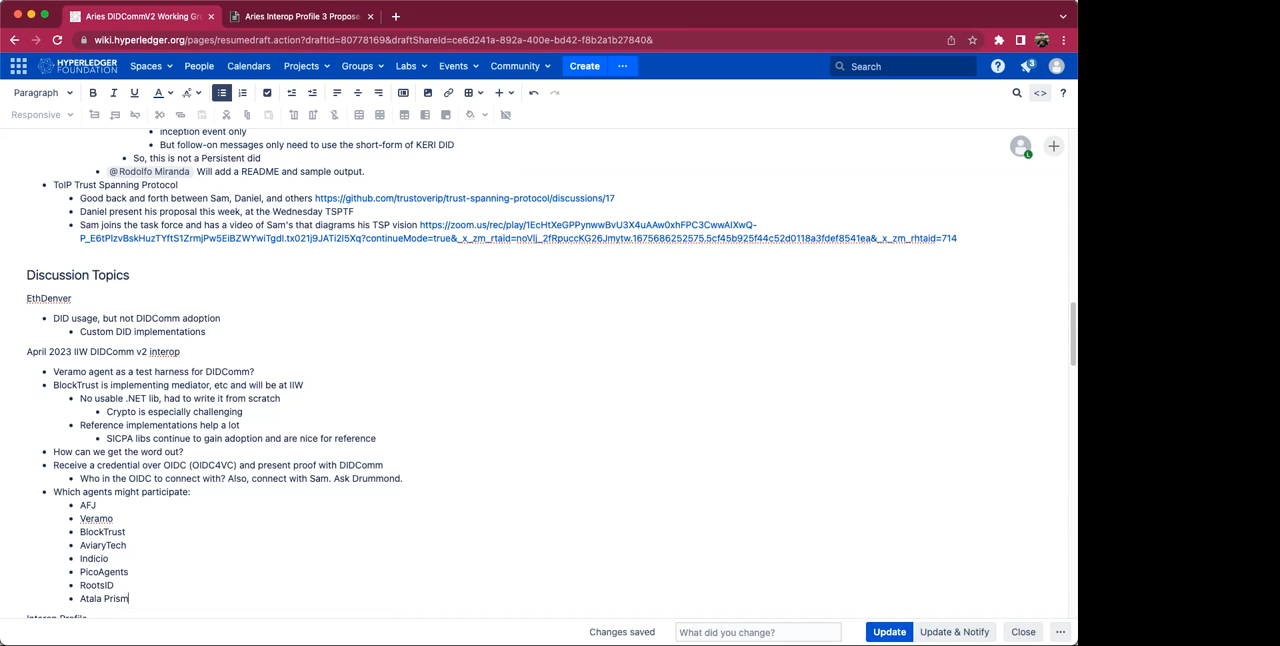 Aries DIDCommV2 Working Gr
Aries Interop Profile 3 Propose
wiki.hyperledger.org/pages/resumedraft.action?draftId=80778169&draftShareId=ce6d241a-892a-400e-bd42-f8b2a1b27840&
HYPERLEDGER FOUNDATION Spaces People Calendars Projects Groups Labs Events Community Create Search 3
Paragraph B I U A
Responsive
inception event only
But follow-on messages only need to use the short-form of KERI DID
So, this is not a Persistent did
@Rodolfo Miranda Will add a README and sample output.
ToIP Trust Spanning Protocol
Good back and forth between Sam, Daniel, and others https://github.com/trustoverip/trust-spanning-protocol/discussions/17
Daniel present his proposal this week, at the Wednesday TSPTF
Sam joins the task force and has a video of Sam's that diagrams his TSP vision https://zoom.us/rec/play/1EcHtXeGPPynwwBvU3X4uAAw0xhFPC3CwwAIXwQ-
P_E6tPlzvBskHuzTYftS1ZrmjPw5EiBZWYwiTgdl.tx021j9JATi2l5Xq?continueMode=true&_x_zm_rtaid=noVlj_2fRpuccKG26Jmytw.1675686252575.5cf45b925f44c52d0118a3fdef8541ea&_x_zm_rhtaid=714
Discussion Topics
EthDenver
DID usage, but not DIDComm adoption
Custom DID implementations
April 2023 IIW DIDComm v2 interop
Veramo agent as a test harness for DIDComm?
BlockTrust is implementing mediator, etc and will be at IIW
No usable .NET lib, had to write it from scratch
Crypto is especially challenging
Reference implementations help a lot
SICPA libs continue to gain adoption and are nice for reference
How can we get the word out?
Receive a credential over OIDC (OIDC4VC) and present proof with DIDComm
Who in the OIDC to connect with? Also, connect with Sam. Ask Drummond.
Which agents might participate:
AFJ
Veramo
BlockTrust
AviaryTech
Indicio
PicoAgents
RootsID
Atala Prism
Interop Profile
Changes saved What did you change? Update Update & Notify Close